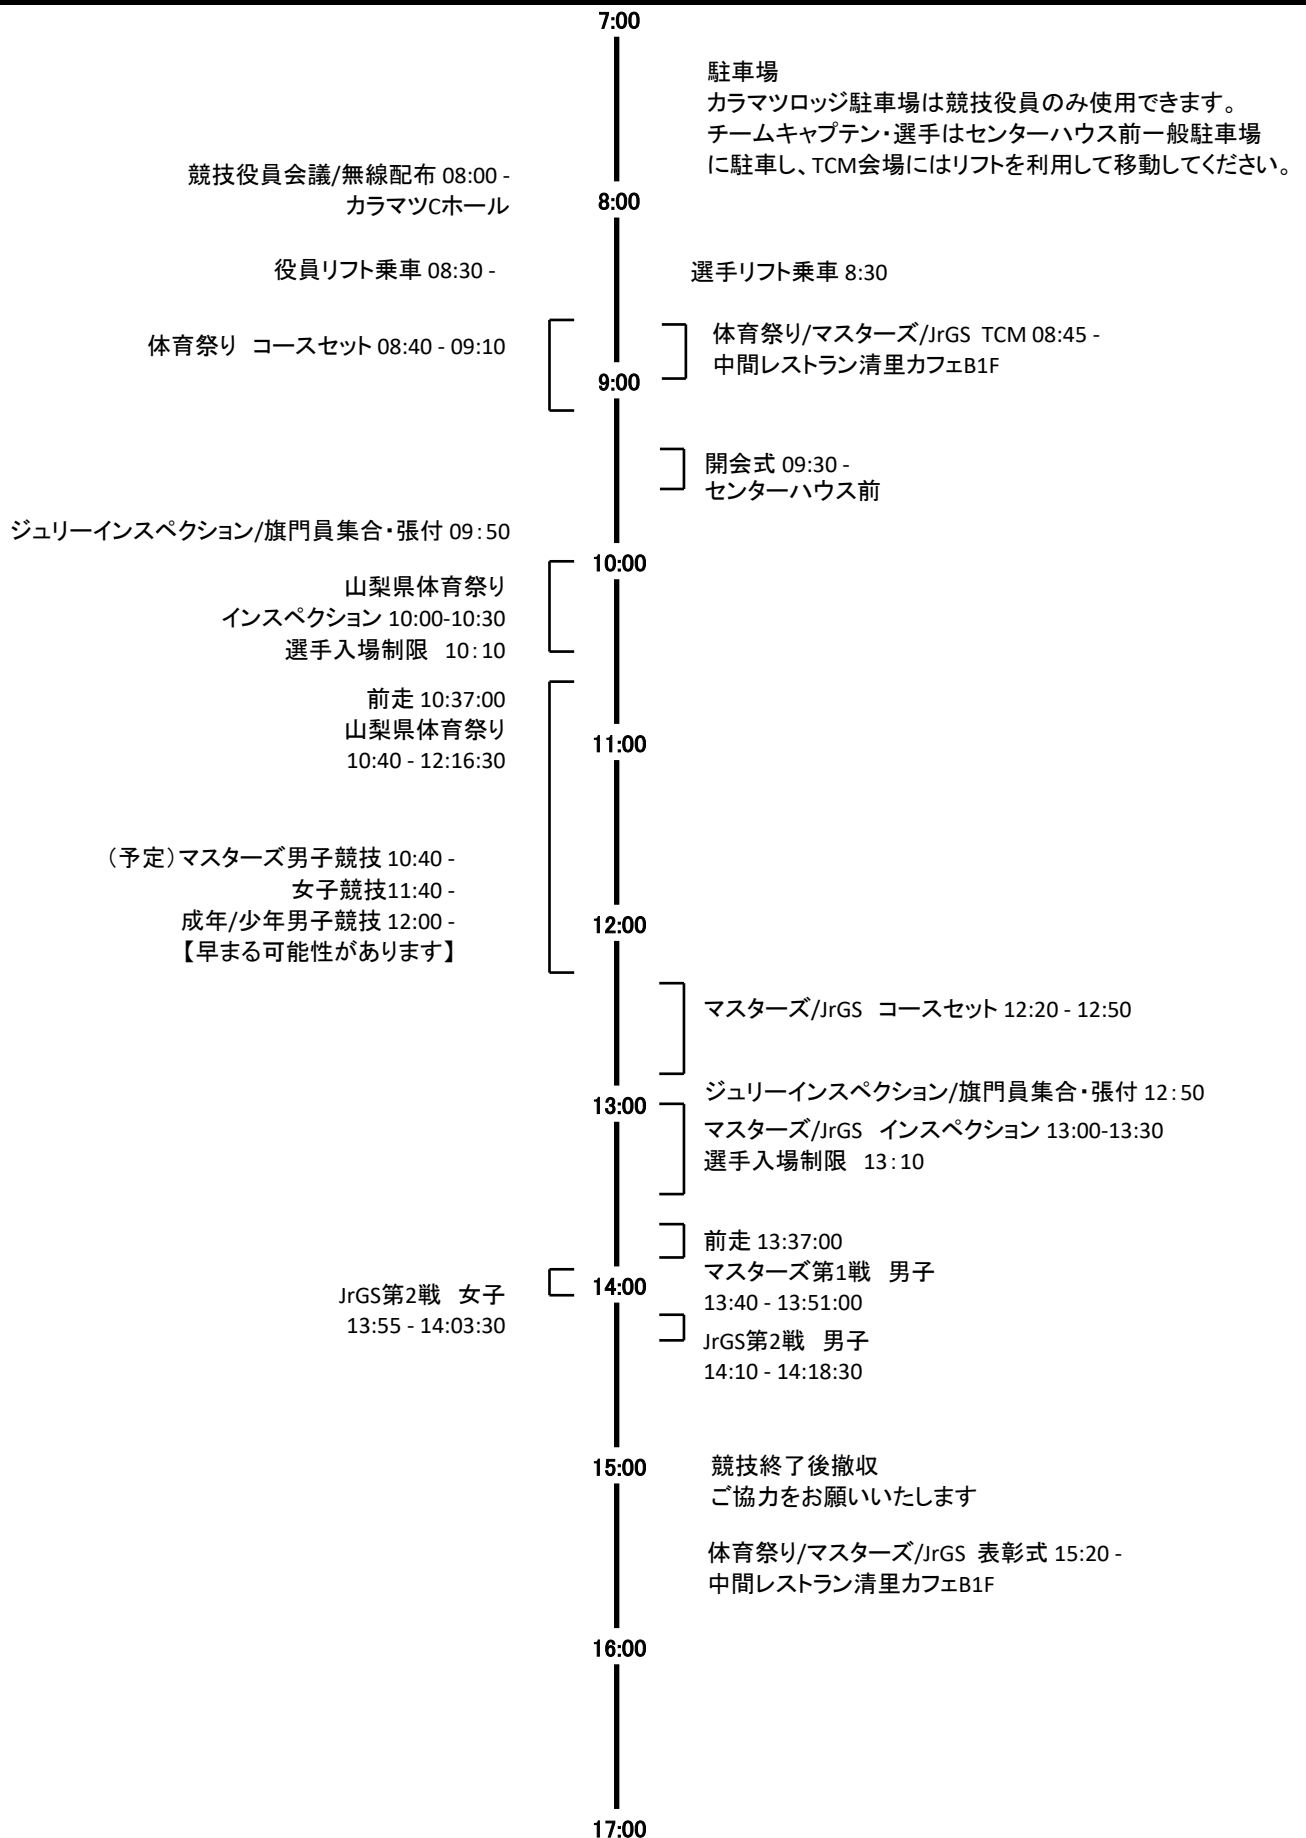 7:00
駐車場
カラマツロッジ駐車場は競技役員のみ使用できます。
チームキャプテン・選手はセンターハウス前一般駐車場
に駐車し、TCM会場にはリフトを利用して移動してください。
競技役員会議/無線配布 08:00 -
カラマツCホール
8:00
役員リフト乗車 08:30 -
選手リフト乗車 8:30
体育祭り　コースセット 08:40 - 09:10
体育祭り/マスターズ/JrGS TCM 08:45 -
中間レストラン清里カフェB1F
9:00
開会式 09:30 -
センターハウス前
ジュリーインスペクション/旗門員集合・張付 09：50
10:00
山梨県体育祭り
インスペクション 10:00-10:30
選手入場制限　10：10
前走 10:37:00
山梨県体育祭り
10:40 - 12:16:30
11:00
（予定）マスターズ男子競技 10:40 -
女子競技11:40 -
成年/少年男子競技 12:00 -
【早まる可能性があります】
12:00
マスターズ/JrGS　コースセット 12:20 - 12:50
ジュリーインスペクション/旗門員集合・張付 12：50
13:00
マスターズ/JrGS　インスペクション 13:00-13:30
選手入場制限　13：10
前走 13:37:00
マスターズ第1戦　男子
13:40 - 13:51:00
14:00
JrGS第2戦　女子
13:55 - 14:03:30
JrGS第2戦　男子
14:10 - 14:18:30
15:00
競技終了後撤収
ご協力をお願いいたします
体育祭り/マスターズ/JrGS 表彰式 15:20 -
中間レストラン清里カフェB1F
16:00
17:00